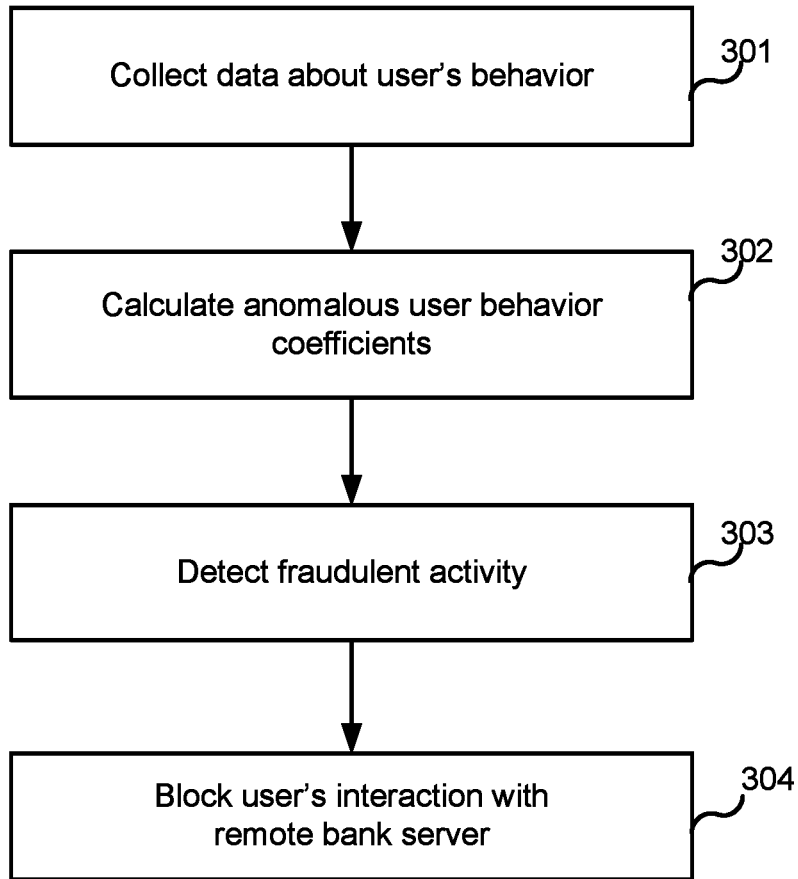 301
Collect data about user's behavior
302
Calculate anomalous user behavior
coefficients
303
Detect fraudulent activity
304
Block user's interaction with
remote bank server